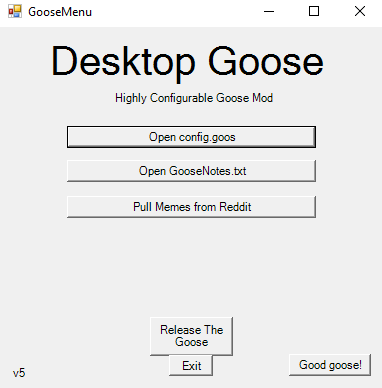 GooseMenu
Desktop Goose
Highly Configurable Goose Mod
Open config.goos
Open GooseNotes.txt
Pull Memes from Reddit
Release The
Goose
Exit
Good goose!
v5